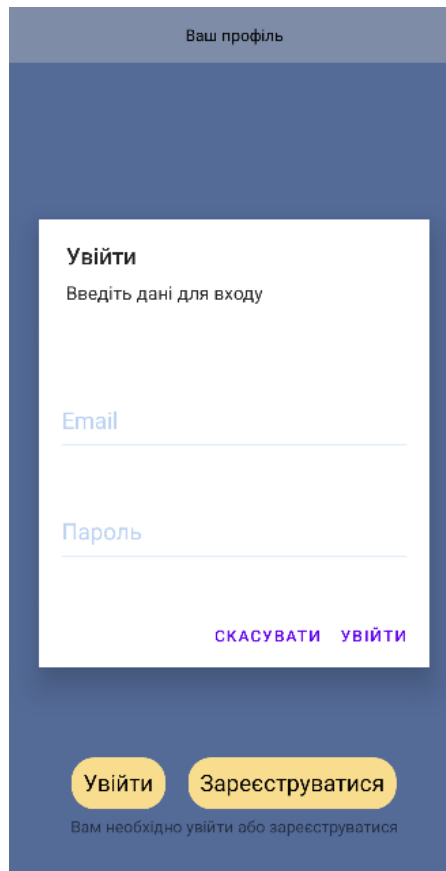 Ваш профіль
Увійти
Введіть дані для входу
Email
Пароль
СКАСУВАТИ УВІЙТИ
Увійти Зареєструватися
Вам необхідно увійти або зареєструватися